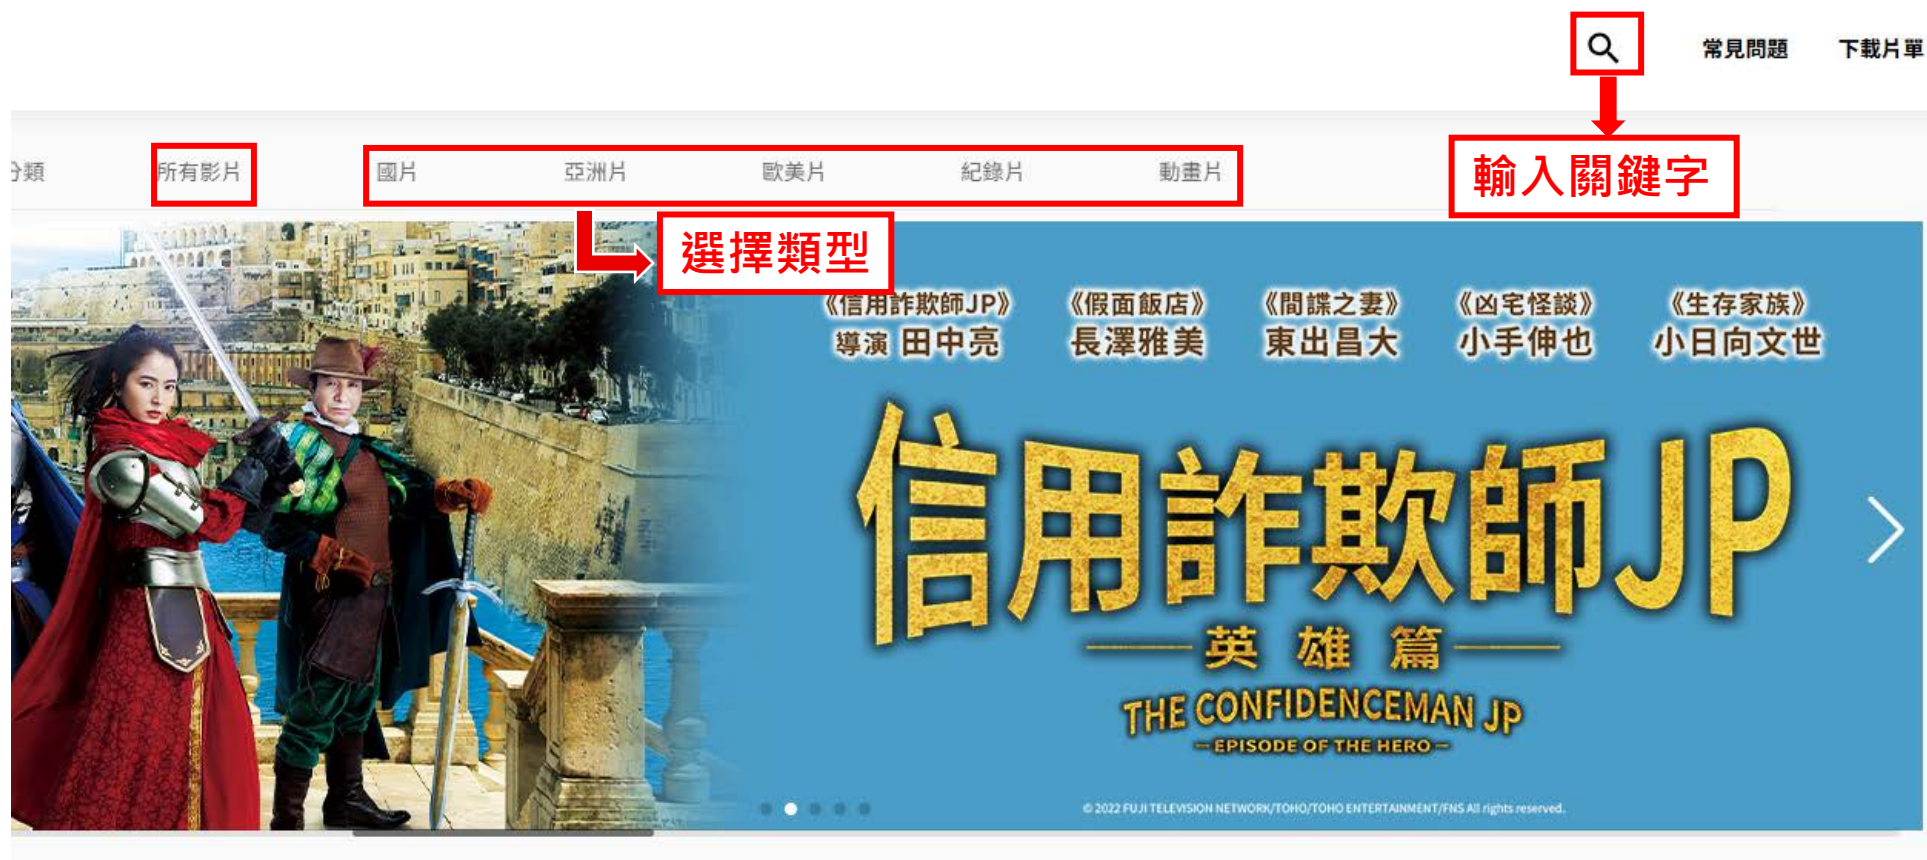 常見問題 下載片單
分類 所有影片 國片 亞洲片 歐美片 紀錄片 動畫片
輸入關鍵字
選擇類型
《信用詐欺師JP》 《假面飯店》 《間諜之妻》 《凶宅怪談》 《生存家族》
導演 田中亮 長澤雅美 東出昌大 小手伸也 小日向文世
信用詐欺師JP
英雄篇
THE CONFIDENCEMAN JP
EPISODE OF THE HERO
© 2022 FUJI TELEVISION NETWORK/TOHO/TOHO ENTERTAINMENT/FNS All rights reserved.